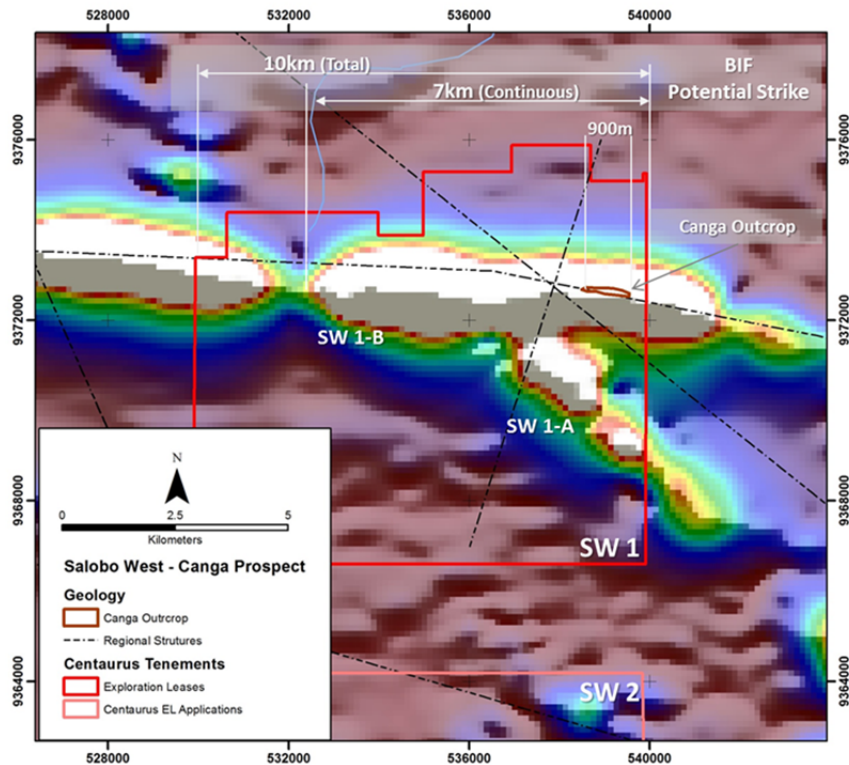 528000 532000 536000 540000
10km (Total)
BIF
7km (Continuous)
Potential Strike
900m
9376000 9376000
Canga Outcrop
9372000 9372000
SW 1-B
SW 1-A
9368000 9368000
SW 1
N
0 2.5 5
Kilometers
Salobo West - Canga Prospect
Geology
Canga Outrcrop
Regional Strutures
Centaurus Tenements
Exploration Leases
Centaurus EL Applications
SW 2
9364000 9364000
528000 532000 536000 540000